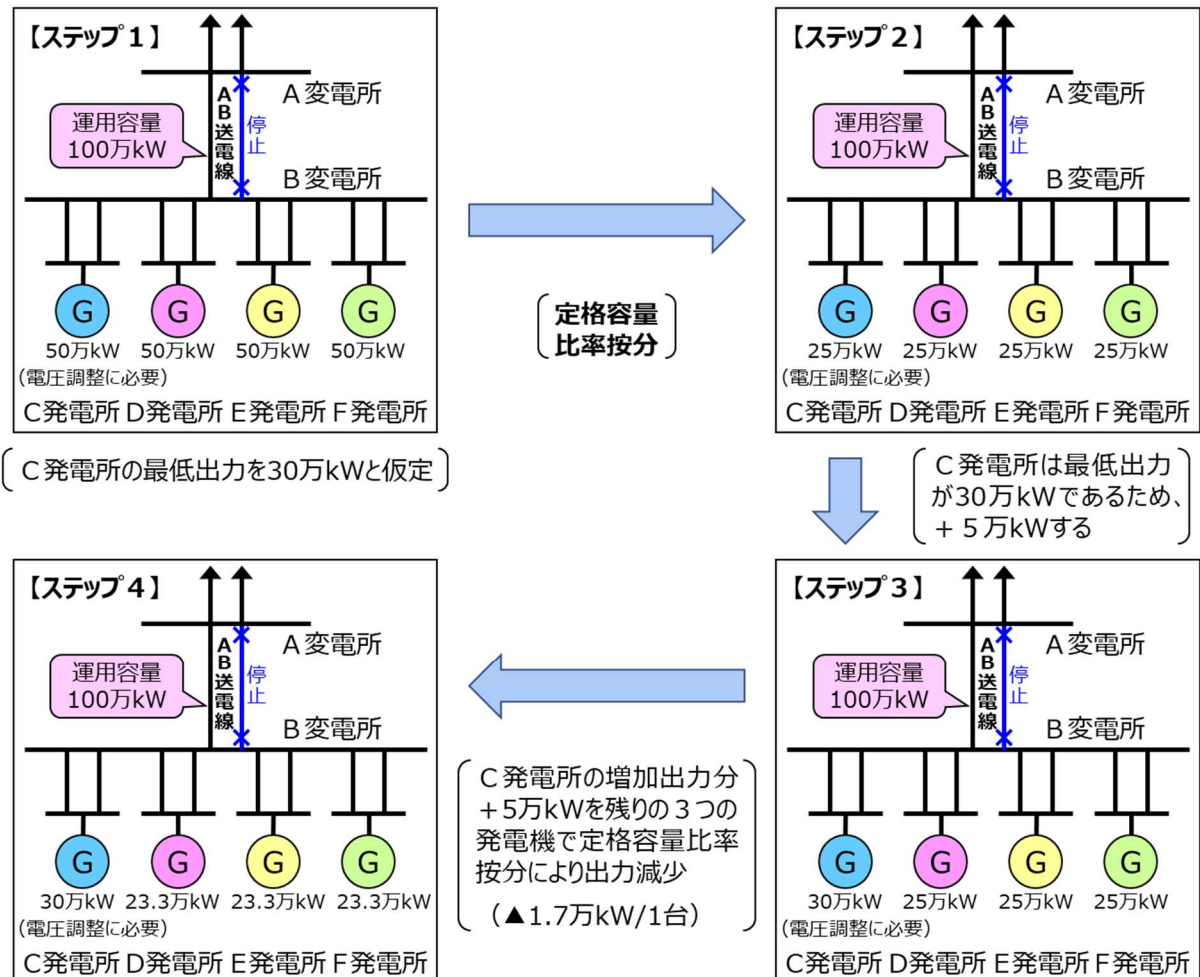 【ステップ1】
A変電所
AB送電線
停止
運用容量
100万kW
B変電所
G G G G
50万kW 50万kW 50万kW 50万kW
(電圧調整に必要)
C発電所 D発電所 E発電所 F発電所
C発電所の最低出力を30万kWと仮定
定格容量
比率按分
【ステップ2】
A変電所
AB送電線
停止
運用容量
100万kW
B変電所
G G G G
25万kW 25万kW 25万kW 25万kW
(電圧調整に必要)
C発電所 D発電所 E発電所 F発電所
C発電所は最低出力
が30万kWであるため、
+5万kWする
【ステップ3】
A変電所
AB送電線
停止
運用容量
100万kW
B変電所
G G G G
30万kW 25万kW 25万kW 25万kW
(電圧調整に必要)
C発電所 D発電所 E発電所 F発電所
C発電所の増加出力分
+5万kWを残りの3つの
発電機で定格容量比率
按分により出力減少
(▲1.7万kW/1台)
【ステップ4】
A変電所
AB送電線
停止
運用容量
100万kW
B変電所
G G G G
30万kW 23.3万kW 23.3万kW 23.3万kW
(電圧調整に必要)
C発電所 D発電所 E発電所 F発電所